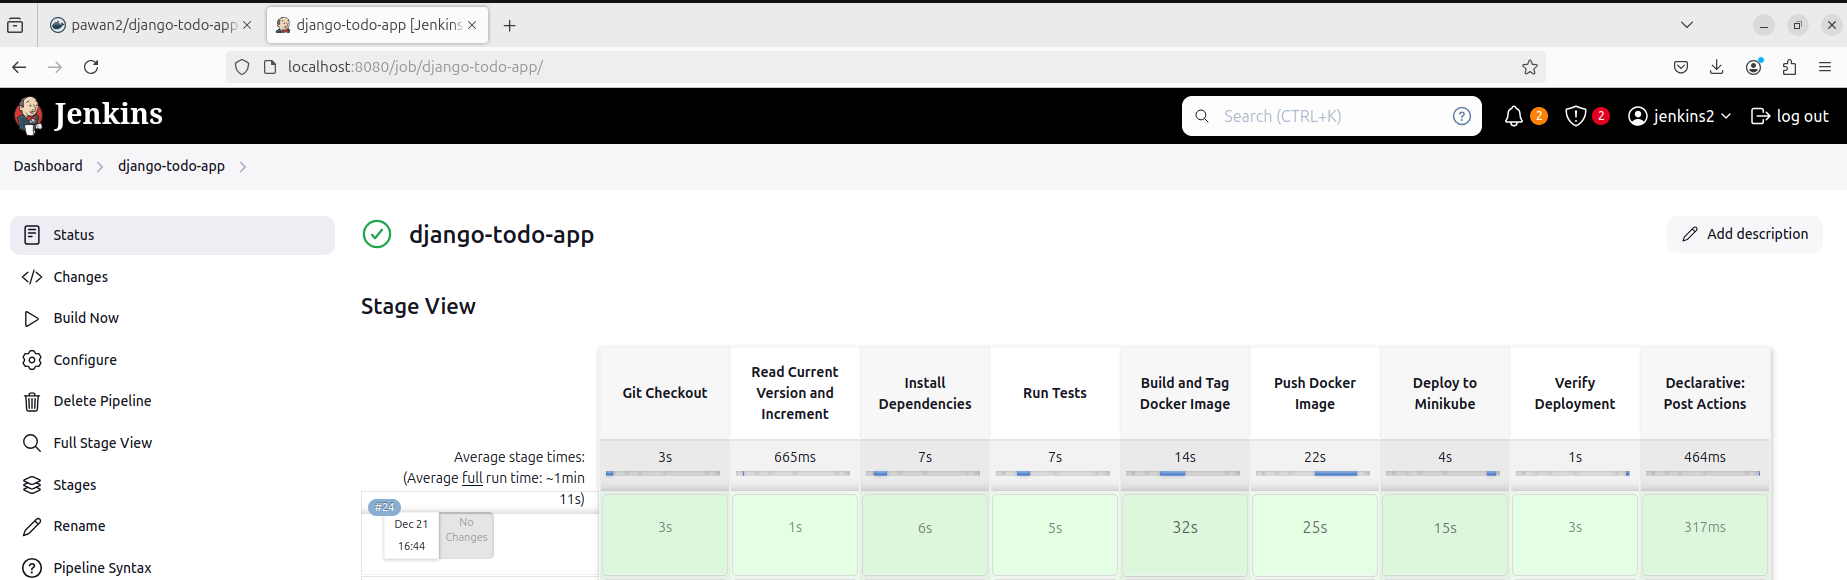 pawan2/django-todo-app
django-todo-app [Jenkins
localhost:8080/job/django-todo-app/
Jenkins
Search (CTRL+K)
?
2
2
jenkins2
log out
Dashboard
django-todo-app
Status
Changes
Build Now
Configure
Delete Pipeline
Full Stage View
Stages
Rename
Pipeline Syntax
django-todo-app
Add description
Stage View
Git Checkout
Read Current
Version and
Increment
Install
Dependencies
Run Tests
Build and Tag
Docker Image
Push Docker
Image
Deploy to
Minikube
Verify
Deployment
Declarative:
Post Actions
Average stage times:
(Average full run time: ~1min
11s)
3s
665ms
7s
7s
14s
22s
4s
1s
464ms
#24
Dec 21
16:44
No
Changes
3s
1s
6s
5s
32s
25s
15s
3s
317ms